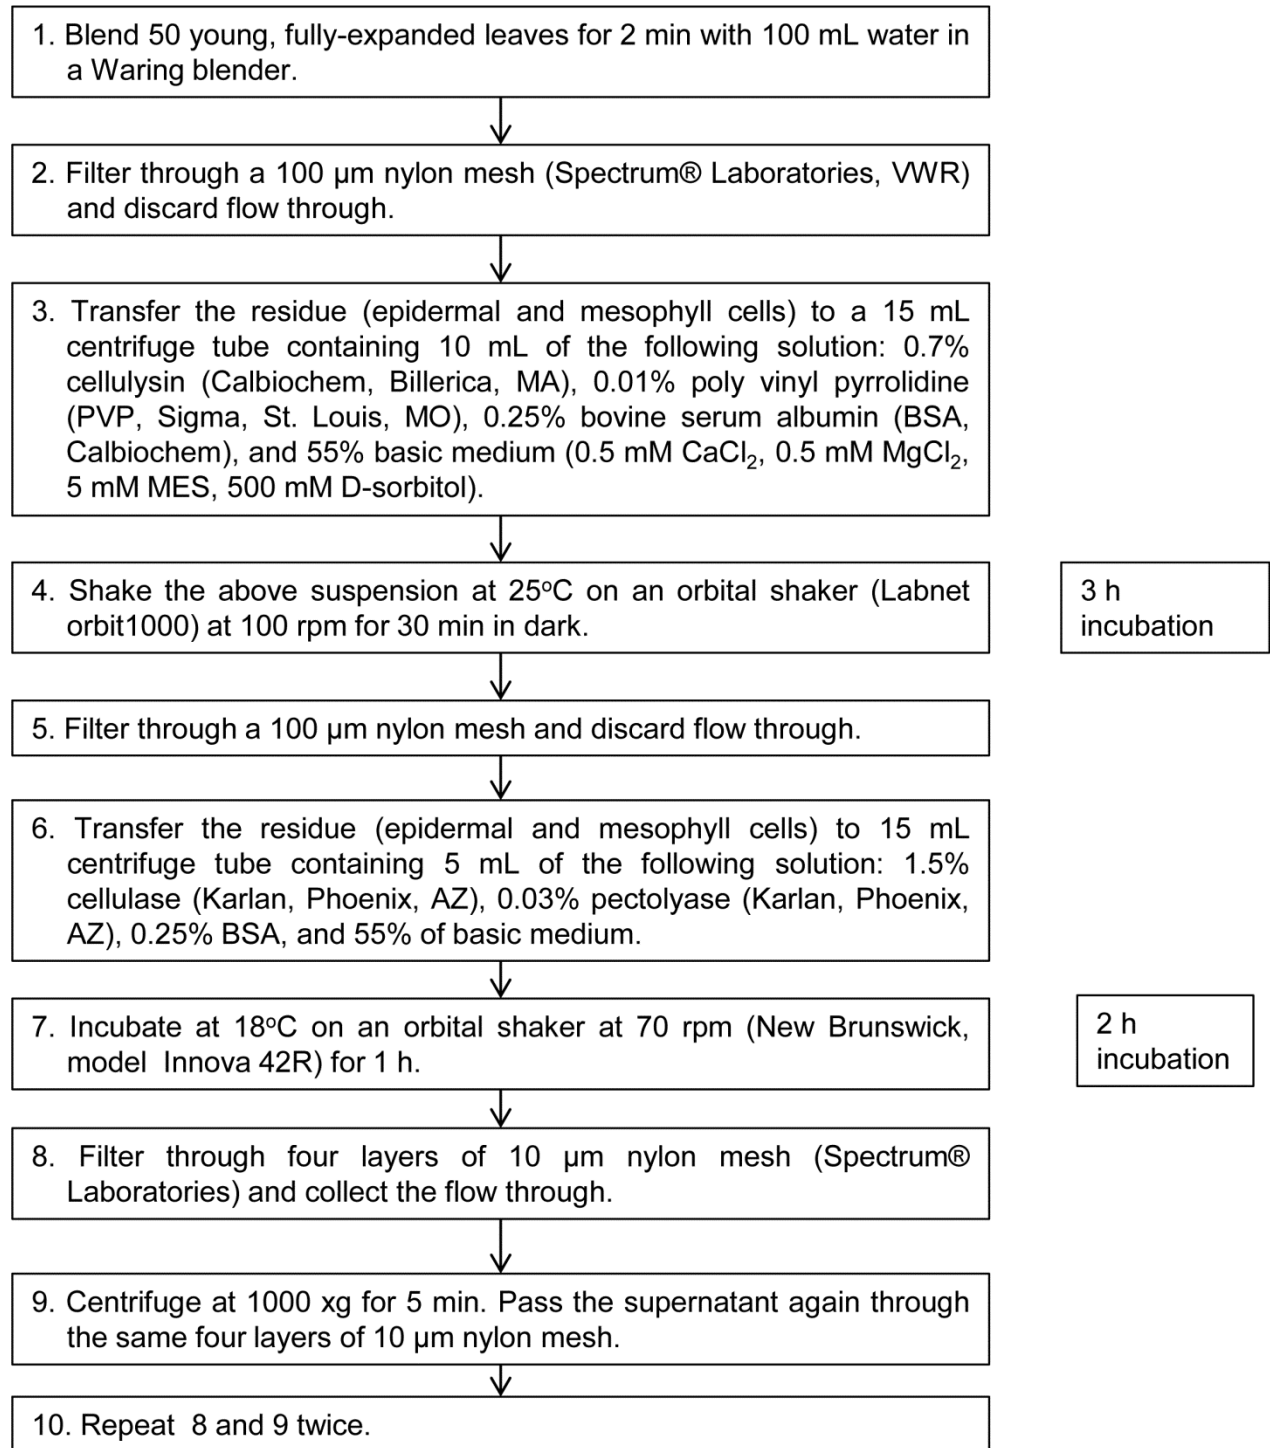 1. Blend 50 young, fully-expanded leaves for 2 min with 100 mL water in
a Waring blender.
2. Filter through a 100 µm nylon mesh (Spectrum® Laboratories, VWR)
and discard flow through.
3. Transfer the residue (epidermal and mesophyll cells) to a 15 mL
centrifuge tube containing 10 mL of the following solution: 0.7%
cellulysin (Calbiochem, Billerica, MA), 0.01% poly vinyl pyrrolidine
(PVP, Sigma, St. Louis, MO), 0.25% bovine serum albumin (BSA,
Calbiochem), and 55% basic medium (0.5 mM CaCl₂, 0.5 mM MgCl₂,
5 mM MES, 500 mM D-sorbitol).
4. Shake the above suspension at 25ºC on an orbital shaker (Labnet
orbit1000) at 100 rpm for 30 min in dark.
3 h
incubation
5. Filter through a 100 µm nylon mesh and discard flow through.
6. Transfer the residue (epidermal and mesophyll cells) to 15 mL
centrifuge tube containing 5 mL of the following solution: 1.5%
cellulase (Karlan, Phoenix, AZ), 0.03% pectolyase (Karlan, Phoenix,
AZ), 0.25% BSA, and 55% of basic medium.
7. Incubate at 18ºC on an orbital shaker at 70 rpm (New Brunswick,
model Innova 42R) for 1 h.
2 h
incubation
8. Filter through four layers of 10 µm nylon mesh (Spectrum®
Laboratories) and collect the flow through.
9. Centrifuge at 1000 xg for 5 min. Pass the supernatant again through
the same four layers of 10 µm nylon mesh.
10. Repeat 8 and 9 twice.